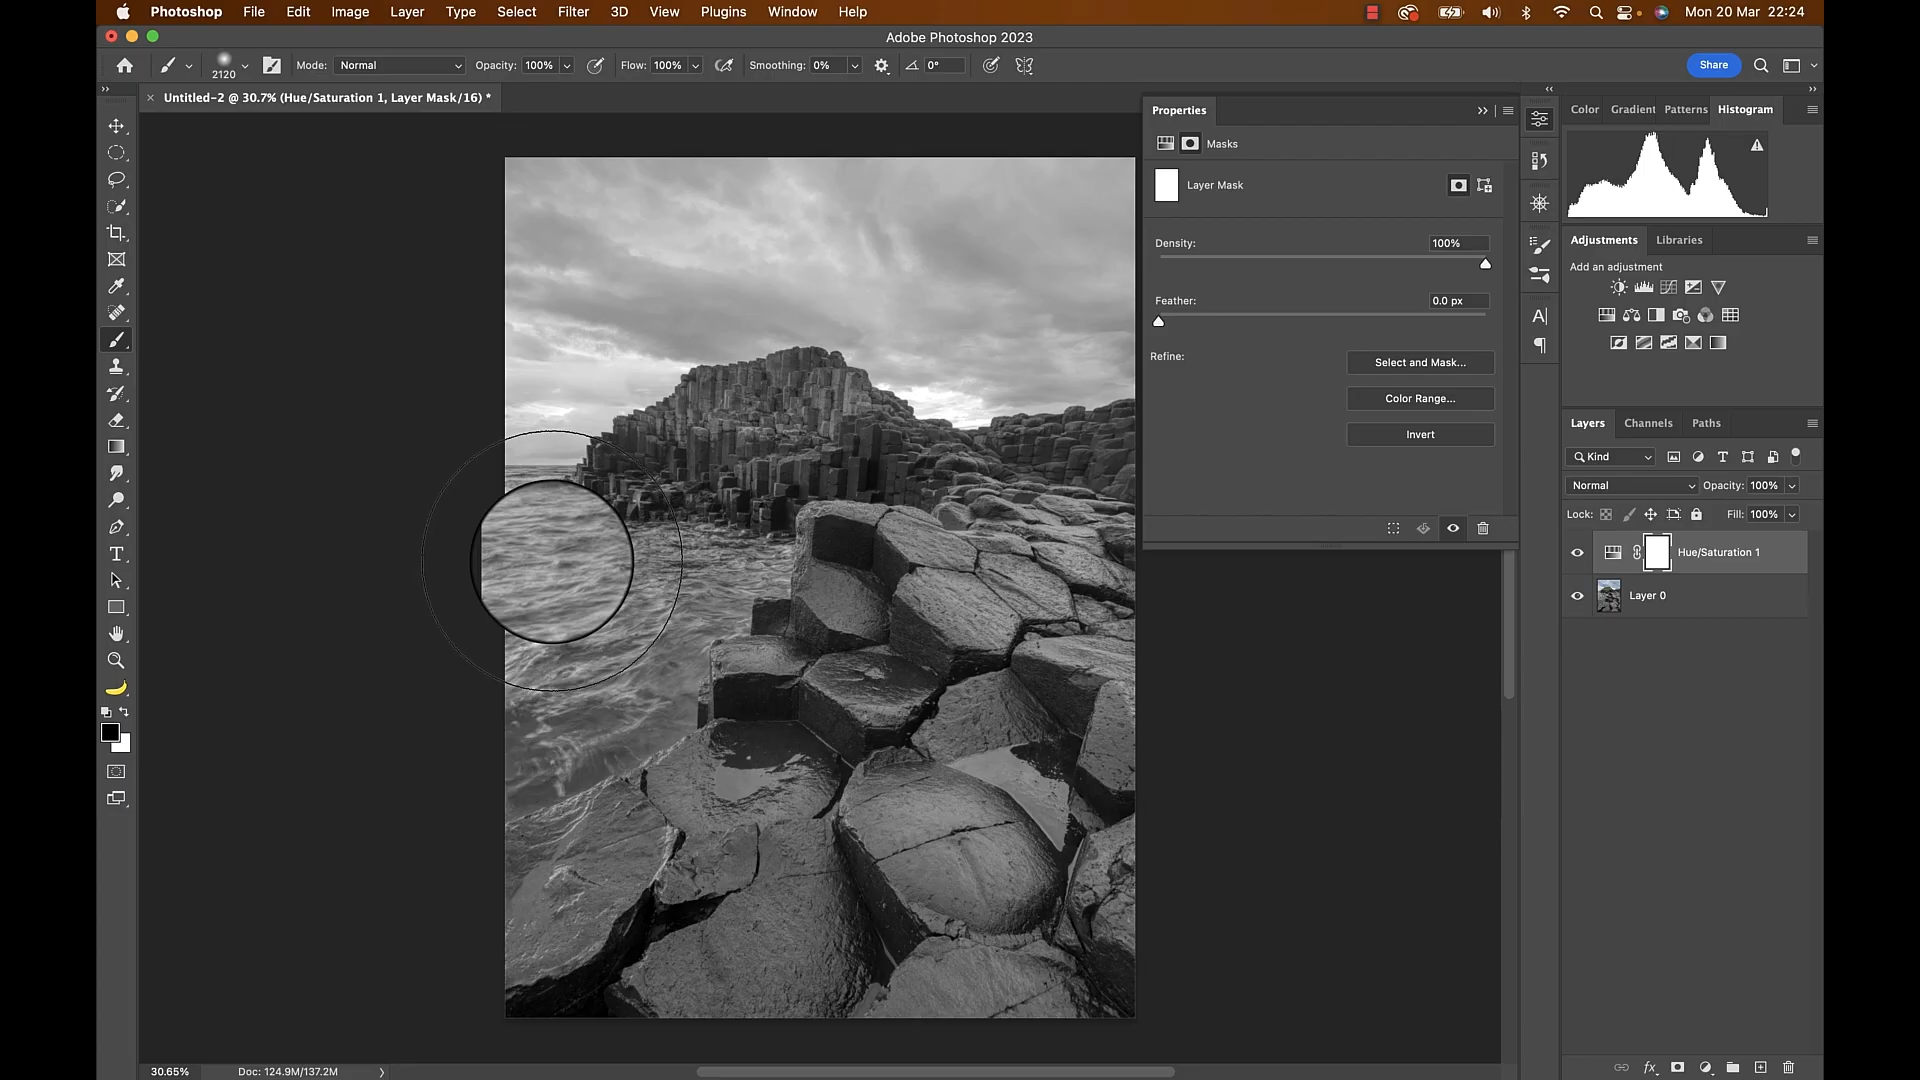 Photoshop File Edit Image Layer Type Select Filter 3D View Plugins Window Help Mon 20 Mar 22:24
Adobe Photoshop 2023
2120 Mode: Normal Opacity: 100% Flow: 100% Smoothing: 0% 0° Share
Untitled-2 @ 30.7% (Hue/Saturation 1, Layer Mask/16) *
Properties
Masks
Layer Mask
Density: 100%
Feather: 0.0 px
Refine: Select and Mask...
Color Range...
Invert
Color Gradient Patterns Histogram
Adjustments Libraries
Add an adjustment
Layers Channels Paths
Kind
Normal Opacity: 100%
Lock: Fill: 100%
Hue/Saturation 1
Layer 0
30.65% Doc: 124.9M/137.2M